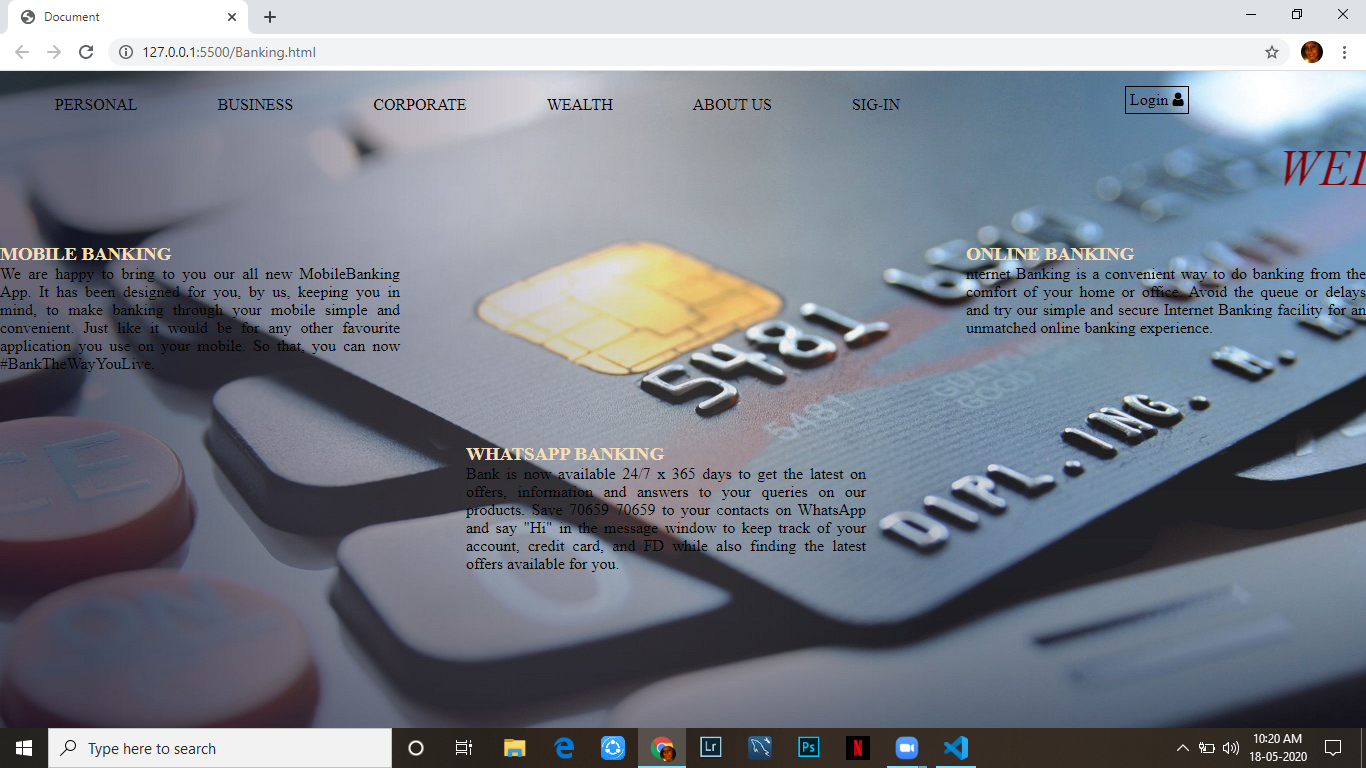 Document
127.0.0.1:5500/Banking.html
PERSONAL BUSINESS CORPORATE WEALTH ABOUT US SIG-IN Login
WEL
MOBILE BANKING
We are happy to bring to you our all new MobileBanking
App. It has been designed for you, by us, keeping you in
mind, to make banking through your mobile simple and
convenient. Just like it would be for any other favourite
application you use on your mobile. So that, you can now
#BankTheWayYouLive.
ONLINE BANKING
nternet Banking is a convenient way to do banking from the
comfort of your home or office. Avoid the queue or delays
and try our simple and secure Internet Banking facility for an
unmatched online banking experience.
WHATSAPP BANKING
Bank is now available 24/7 x 365 days to get the latest on
offers, information and answers to your queries on our
products. Save 70659 70659 to your contacts on WhatsApp
and say "Hi" in the message window to keep track of your
account, credit card, and FD while also finding the latest
offers available for you.
5481
5481
DIPL.ING. H.
CE
ON
0
Type here to search
Lr
Ps
N
10:20 AM
18-05-2020